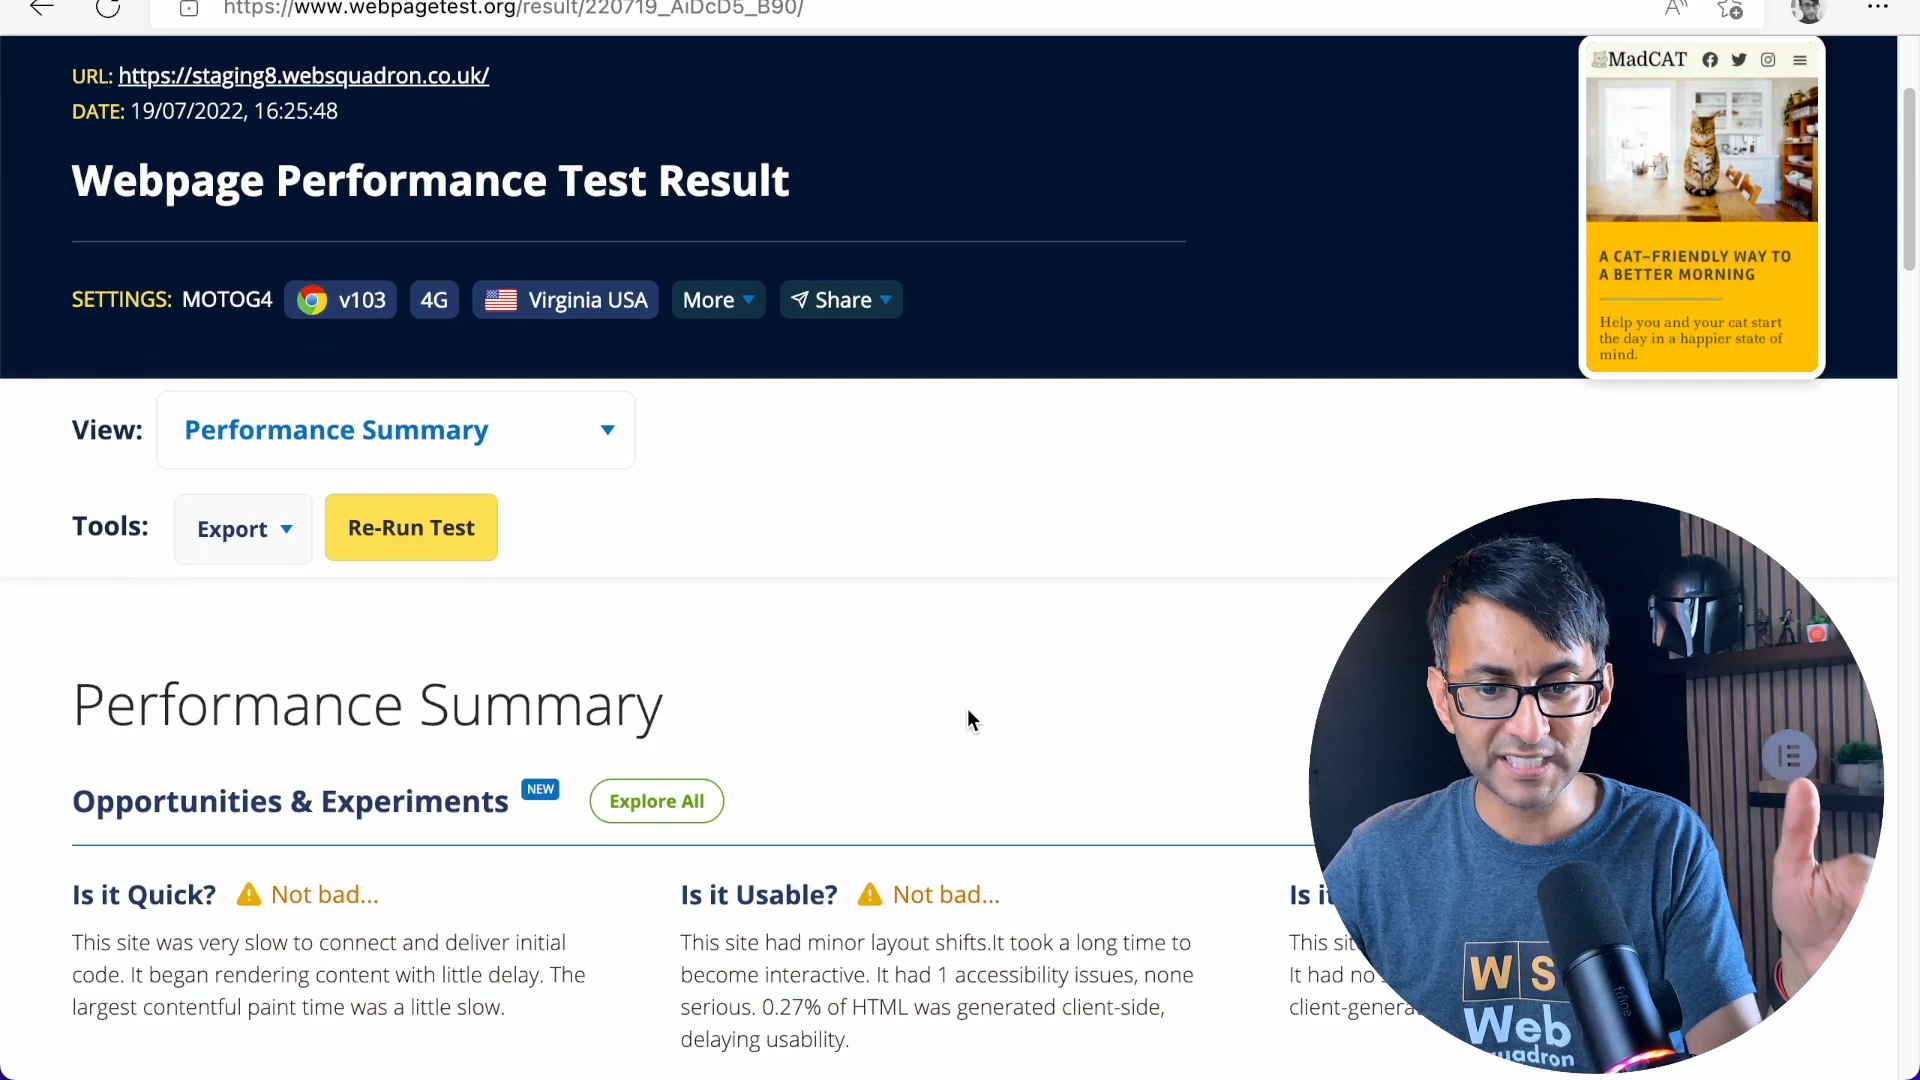 https://www.webpagetest.org/result/220719_AiDcD5_B90/
URL: https://staging8.websquadron.co.uk/
DATE: 19/07/2022, 16:25:48
Webpage Performance Test Result
SETTINGS: MOTOG4 v103 4G Virginia USA More Share
MadCAT
A CAT-FRIENDLY WAY TO
A BETTER MORNING
Help you and your cat start
the day in a happier state of
mind.
View: Performance Summary
Tools: Export Re-Run Test
Performance Summary
Opportunities & Experiments NEW Explore All
Is it Quick? Not bad...
This site was very slow to connect and deliver initial
code. It began rendering content with little delay. The
largest contentful paint time was a little slow.
Is it Usable? Not bad...
This site had minor layout shifts.It took a long time to
become interactive. It had 1 accessibility issues, none
serious. 0.27% of HTML was generated client-side,
delaying usability.
Is it
This sit
It had no
client-genera
W S
Web
quadron
fifine